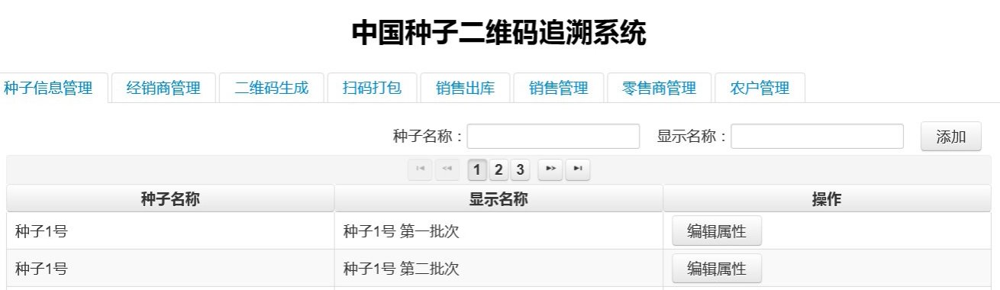 中国种子二维码追溯系统
种子信息管理 经销商管理 二维码生成 扫码打包 销售出库 销售管理 零售商管理 农户管理
种子名称： 显示名称： 添加
1 2 3
种子名称 显示名称 操作
种子1号 种子1号 第一批次 编辑属性
种子1号 种子1号 第二批次 编辑属性